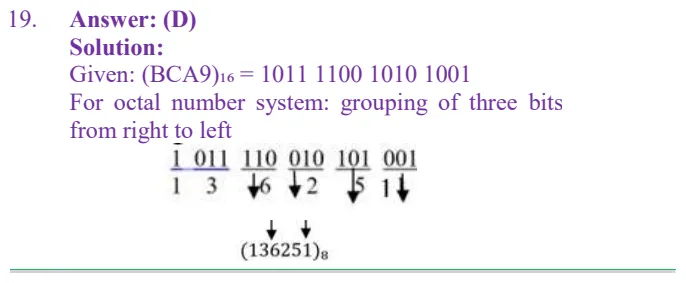 19. Answer: (D)
Solution:
Given: (BCA9)₁₆ = 1011 1100 1010 1001
For octal number system: grouping of three bits
from right to left
1 011 110 010 101 001
1 3 6 2 5 1
(136251)₈